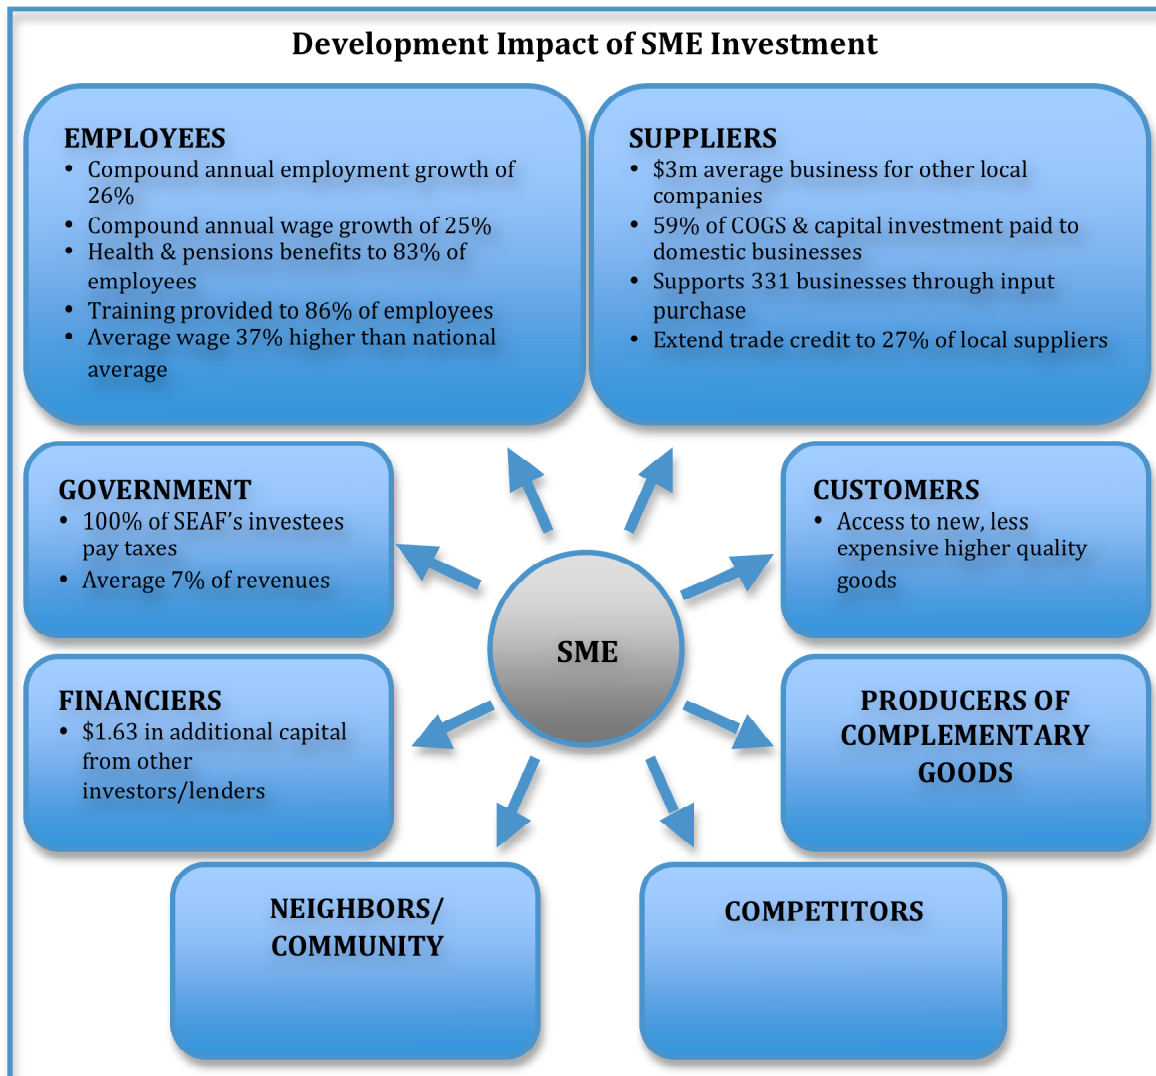 Development Impact of SME Investment
EMPLOYEES
• Compound annual employment growth of
26%
• Compound annual wage growth of 25%
• Health & pensions benefits to 83% of
employees
• Training provided to 86% of employees
• Average wage 37% higher than national
average
SUPPLIERS
• $3m average business for other local
companies
• 59% of COGS & capital investment paid to
domestic businesses
• Supports 331 businesses through input
purchase
• Extend trade credit to 27% of local suppliers
GOVERNMENT
• 100% of SEAF’s investees
pay taxes
• Average 7% of revenues
CUSTOMERS
• Access to new, less
expensive higher quality
goods
SME
FINANCIERS
• $1.63 in additional capital
from other
investors/lenders
PRODUCERS OF
COMPLEMENTARY
GOODS
NEIGHBORS/
COMMUNITY
COMPETITORS